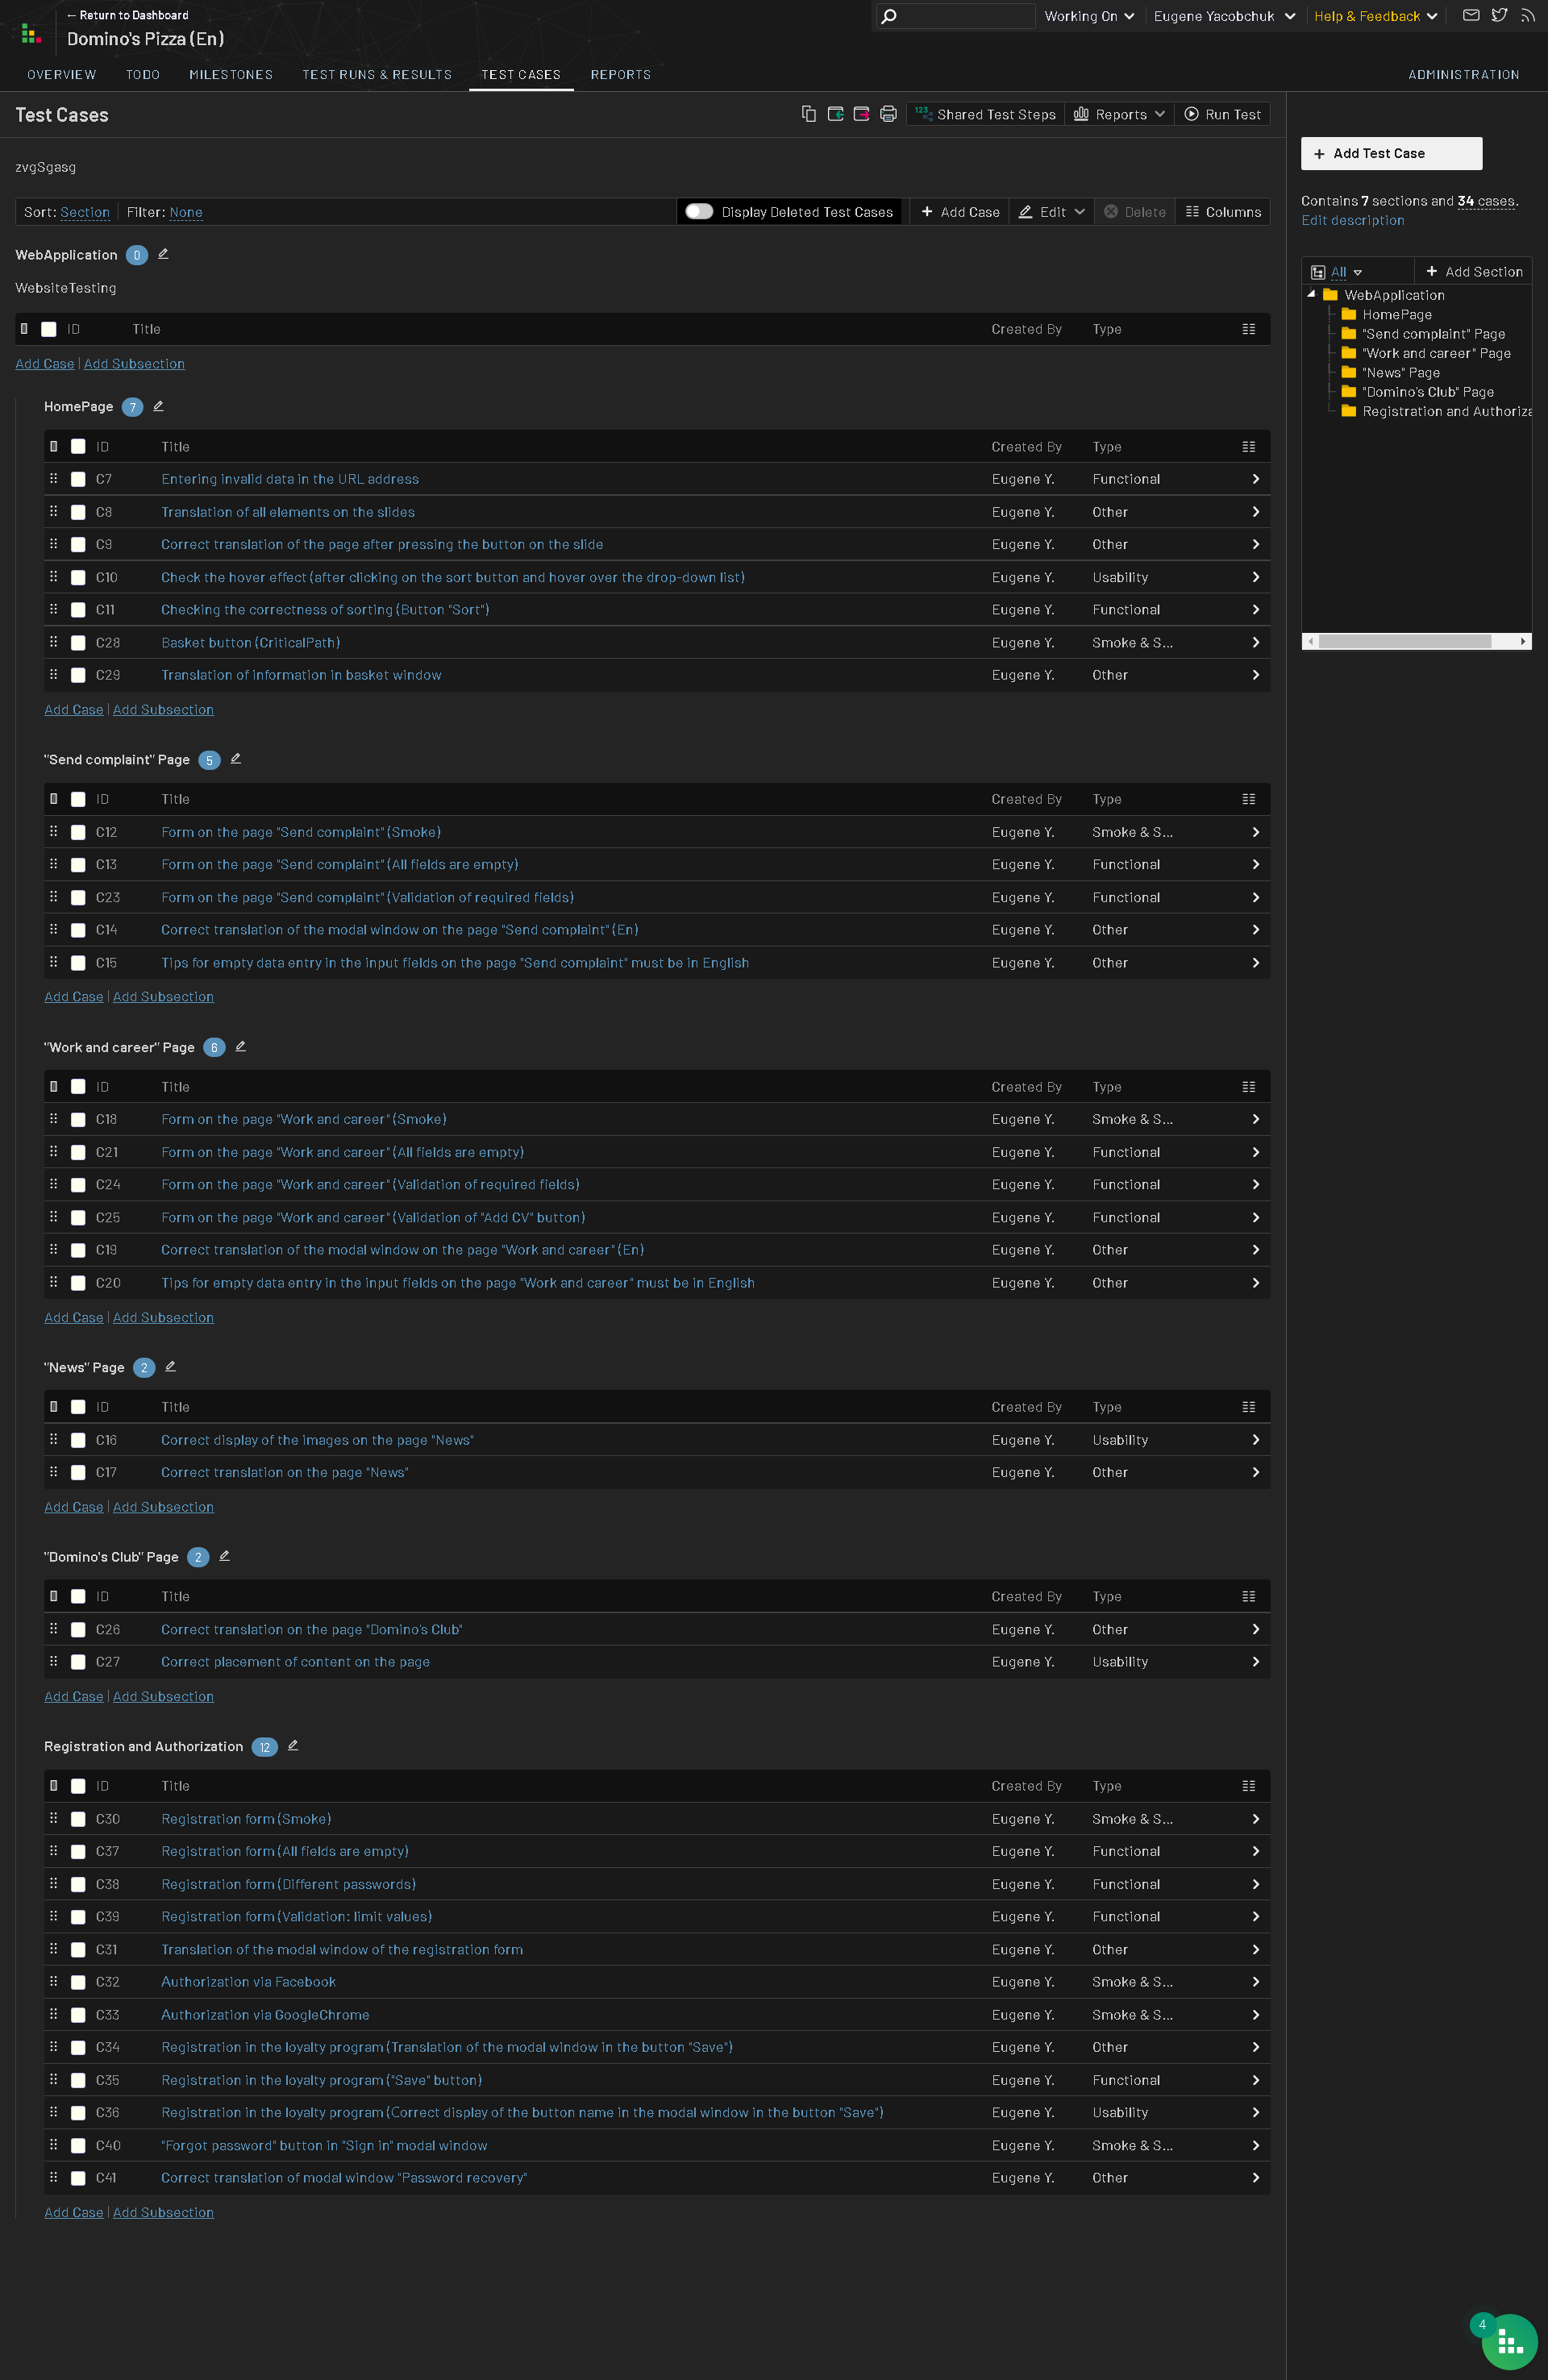 ← Return to Dashboard
Domino's Pizza (En)
Working On
Eugene Yacobchuk
Help & Feedback
OVERVIEW TODO MILESTONES TEST RUNS & RESULTS TEST CASES REPORTS ADMINISTRATION
Test Cases
123 Shared Test Steps Reports Run Test
zvgSgasg
Sort: Section Filter: None
Display Deleted Test Cases + Add Case Edit Delete Columns
WebApplication 0
WebsiteTesting
ID Title Created By Type
Add Case | Add Subsection
HomePage 7
ID Title Created By Type
C7 Entering invalid data in the URL address Eugene Y. Functional
C8 Translation of all elements on the slides Eugene Y. Other
C9 Correct translation of the page after pressing the button on the slide Eugene Y. Other
C10 Check the hover effect (after clicking on the sort button and hover over the drop-down list) Eugene Y. Usability
C11 Checking the correctness of sorting (Button "Sort") Eugene Y. Functional
C28 Basket button (CriticalPath) Eugene Y. Smoke & S...
C29 Translation of information in basket window Eugene Y. Other
Add Case | Add Subsection
"Send complaint" Page 5
ID Title Created By Type
C12 Form on the page "Send complaint" (Smoke) Eugene Y. Smoke & S...
C13 Form on the page "Send complaint" (All fields are empty) Eugene Y. Functional
C23 Form on the page "Send complaint" (Validation of required fields) Eugene Y. Functional
C14 Correct translation of the modal window on the page "Send complaint" (En) Eugene Y. Other
C15 Tips for empty data entry in the input fields on the page "Send complaint" must be in English Eugene Y. Other
Add Case | Add Subsection
"Work and career" Page 6
ID Title Created By Type
C18 Form on the page "Work and career" (Smoke) Eugene Y. Smoke & S...
C21 Form on the page "Work and career" (All fields are empty) Eugene Y. Functional
C24 Form on the page "Work and career" (Validation of required fields) Eugene Y. Functional
C25 Form on the page "Work and career" (Validation of "Add CV" button) Eugene Y. Functional
C19 Correct translation of the modal window on the page "Work and career" (En) Eugene Y. Other
C20 Tips for empty data entry in the input fields on the page "Work and career" must be in English Eugene Y. Other
Add Case | Add Subsection
"News" Page 2
ID Title Created By Type
C16 Correct display of the images on the page "News" Eugene Y. Usability
C17 Correct translation on the page "News" Eugene Y. Other
Add Case | Add Subsection
"Domino's Club" Page 2
ID Title Created By Type
C26 Correct translation on the page "Domino's Club" Eugene Y. Other
C27 Correct placement of content on the page Eugene Y. Usability
Add Case | Add Subsection
Registration and Authorization 12
ID Title Created By Type
C30 Registration form (Smoke) Eugene Y. Smoke & S...
C37 Registration form (All fields are empty) Eugene Y. Functional
C38 Registration form (Different passwords) Eugene Y. Functional
C39 Registration form (Validation: limit values) Eugene Y. Functional
C31 Translation of the modal window of the registration form Eugene Y. Other
C32 Authorization via Facebook Eugene Y. Smoke & S...
C33 Authorization via GoogleChrome Eugene Y. Smoke & S...
C34 Registration in the loyalty program (Translation of the modal window in the button "Save") Eugene Y. Other
C35 Registration in the loyalty program ("Save" button) Eugene Y. Functional
C36 Registration in the loyalty program (Correct display of the button name in the modal window in the button "Save") Eugene Y. Usability
C40 "Forgot password" button in "Sign in" modal window Eugene Y. Smoke & S...
C41 Correct translation of modal window "Password recovery" Eugene Y. Other
Add Case | Add Subsection
+ Add Test Case
Contains 7 sections and 34 cases.
Edit description
All + Add Section
WebApplication
HomePage
"Send complaint" Page
"Work and career" Page
"News" Page
"Domino's Club" Page
Registration and Authoriza
4